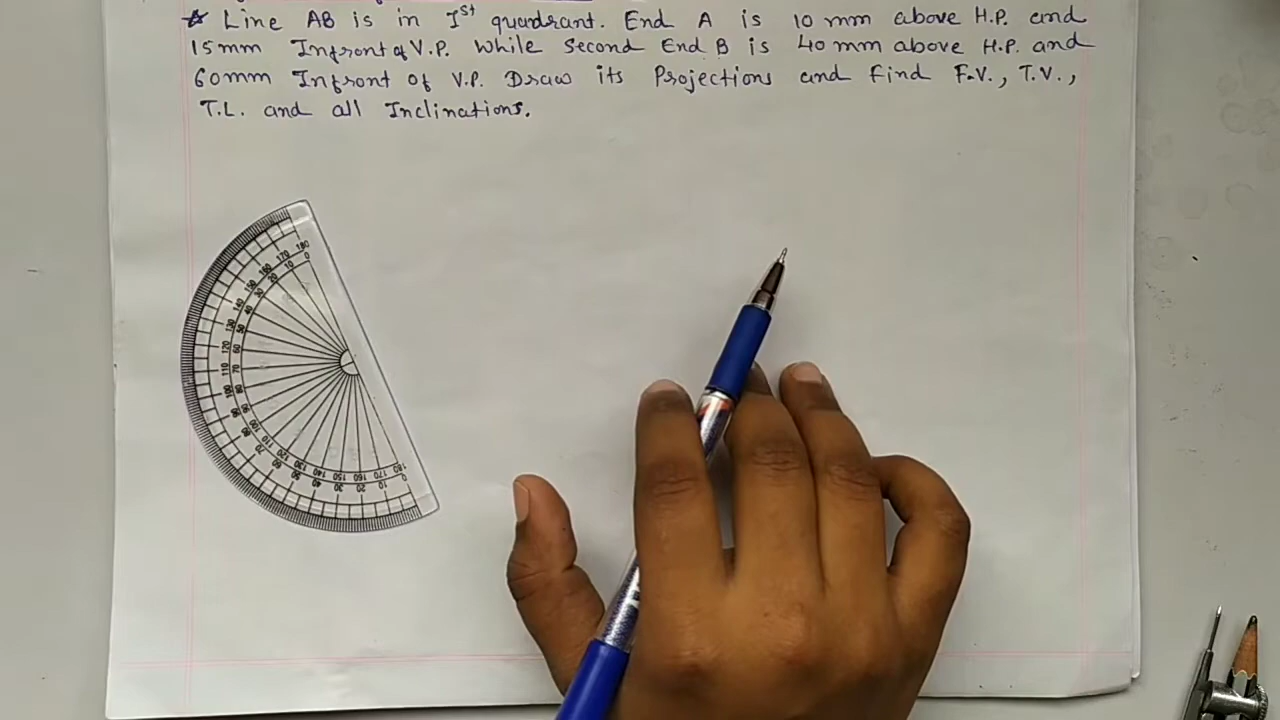 ☆ Line AB is in Ist quadrant. End A is 10 mm above H.P. and
15mm Infront of V.P. While Second End B is 40 mm above H.P. and
60mm Infront of V.P. Draw its Projections and find F.V., T.V.,
T.L. and all Inclinations.